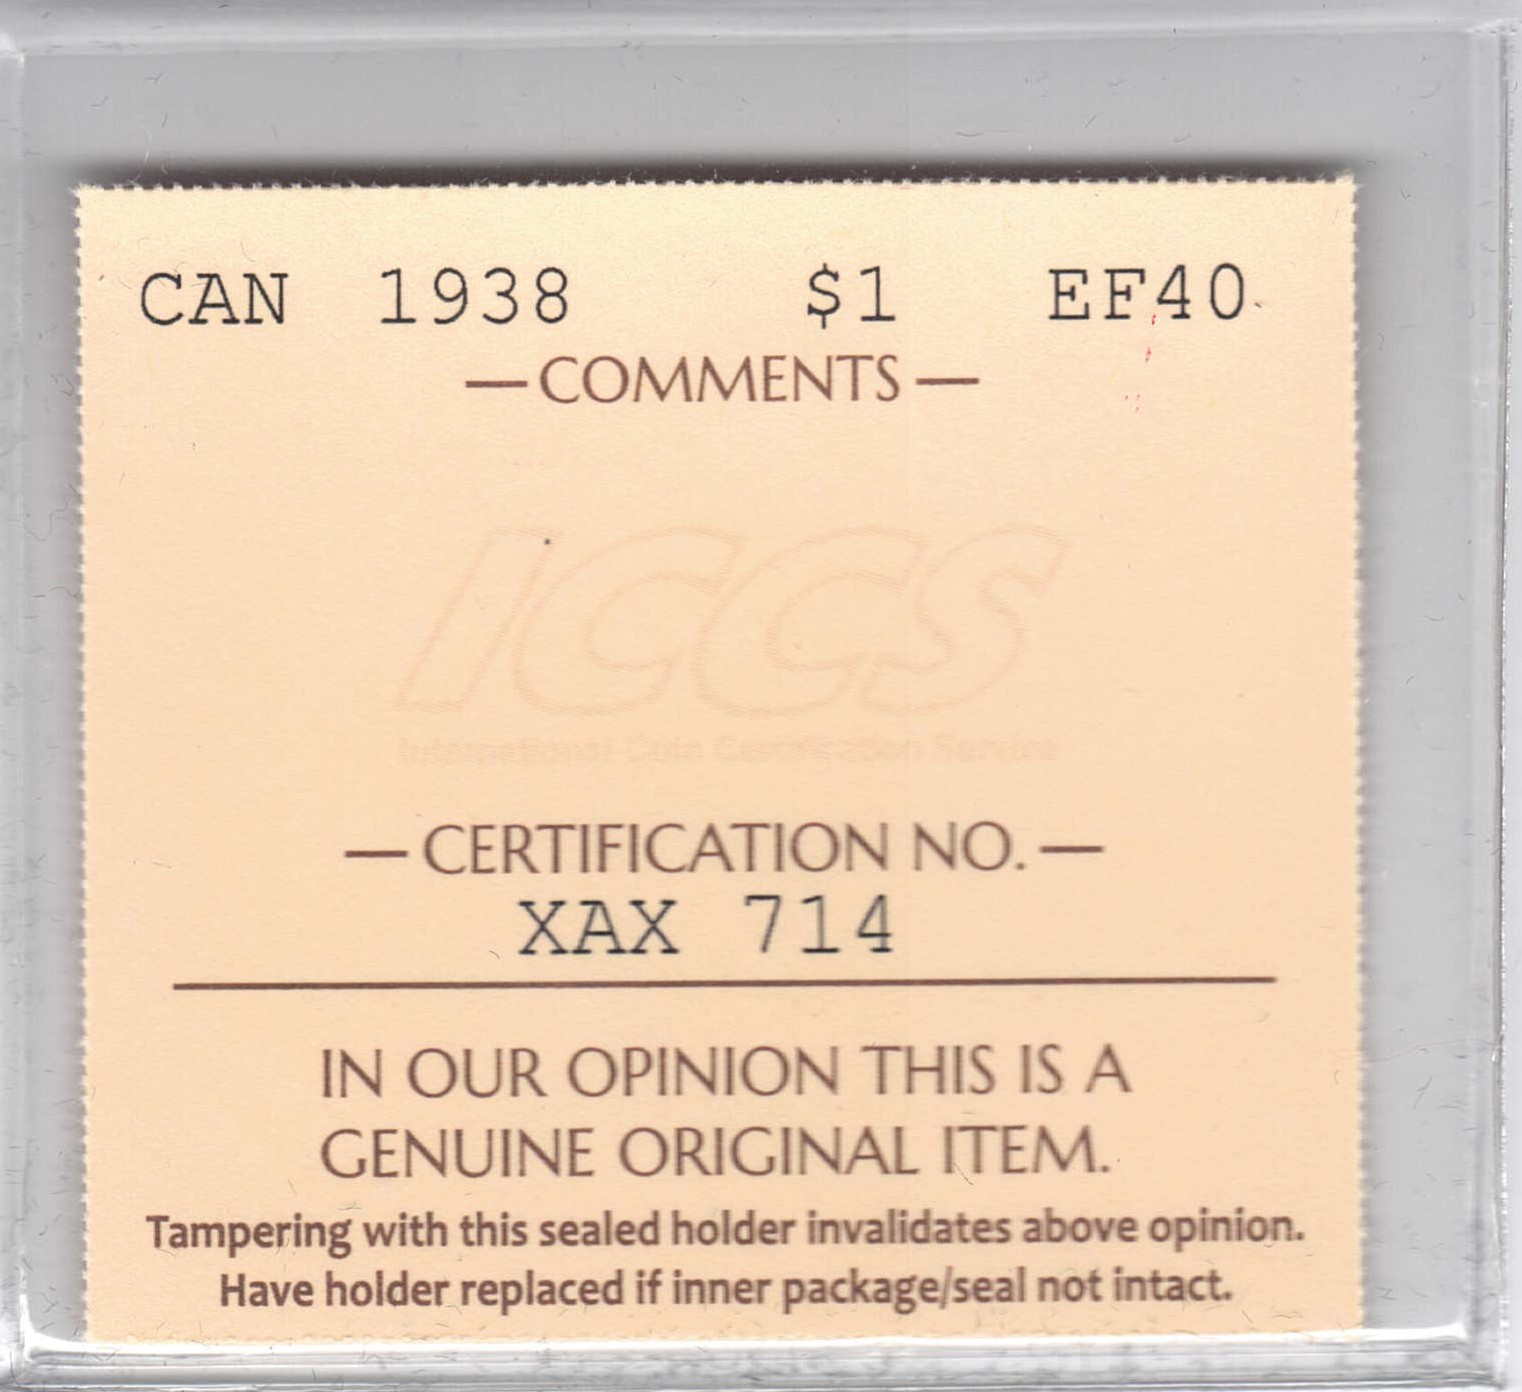 CAN 1938 $1 EF40
—COMMENTS—
ICCS
International Coin Certification Service
—CERTIFICATION NO.—
XAX 714
IN OUR OPINION THIS IS A
GENUINE ORIGINAL ITEM.
Tampering with this sealed holder invalidates above opinion.
Have holder replaced if inner package/seal not intact.